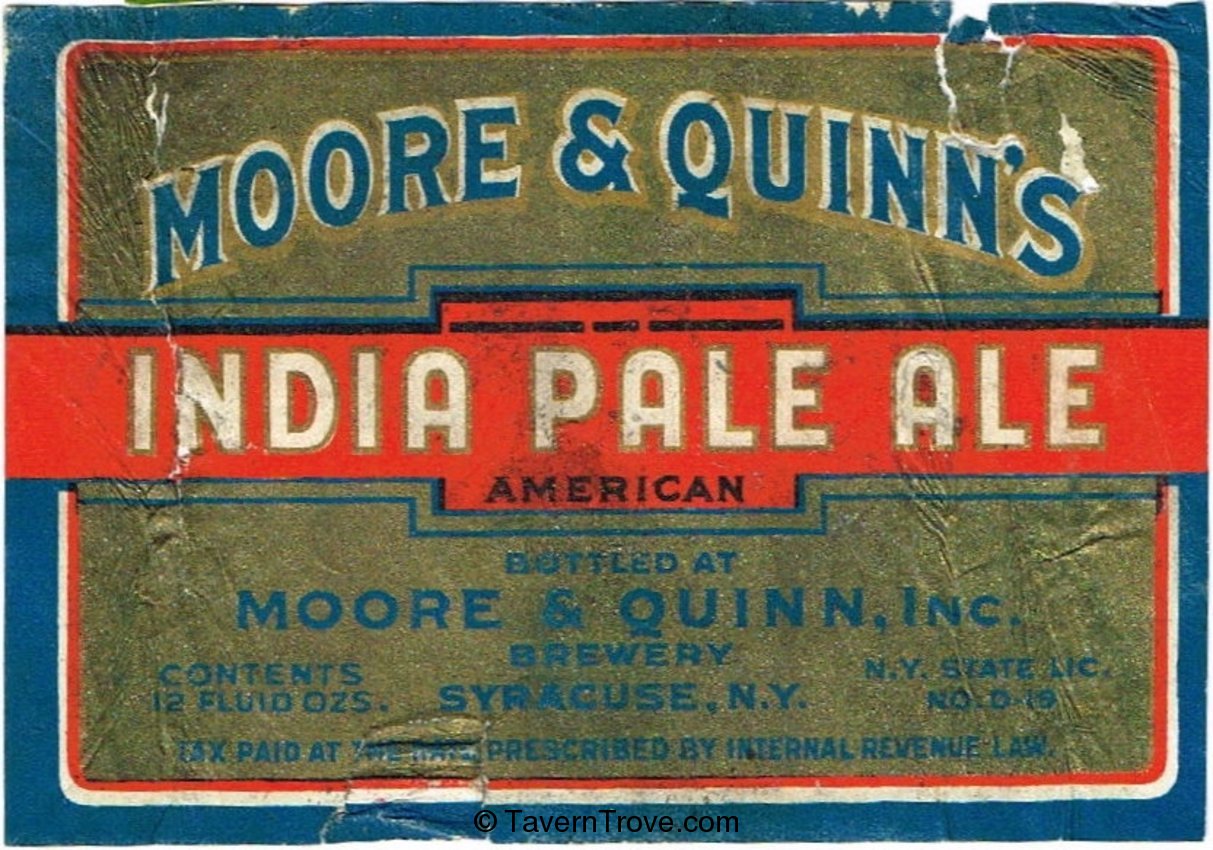 MOORE & QUINN'S
INDIA PALE ALE
AMERICAN
BOTTLED AT
MOORE & QUINN, INC.
BREWERY
SYRACUSE, N.Y.
CONTENTS
12 FLUID OZS.
N.Y. STATE LIC.
NO. D-19
TAX PAID AT THE RATE PRESCRIBED BY INTERNAL REVENUE LAW.
© TavernTrove.com